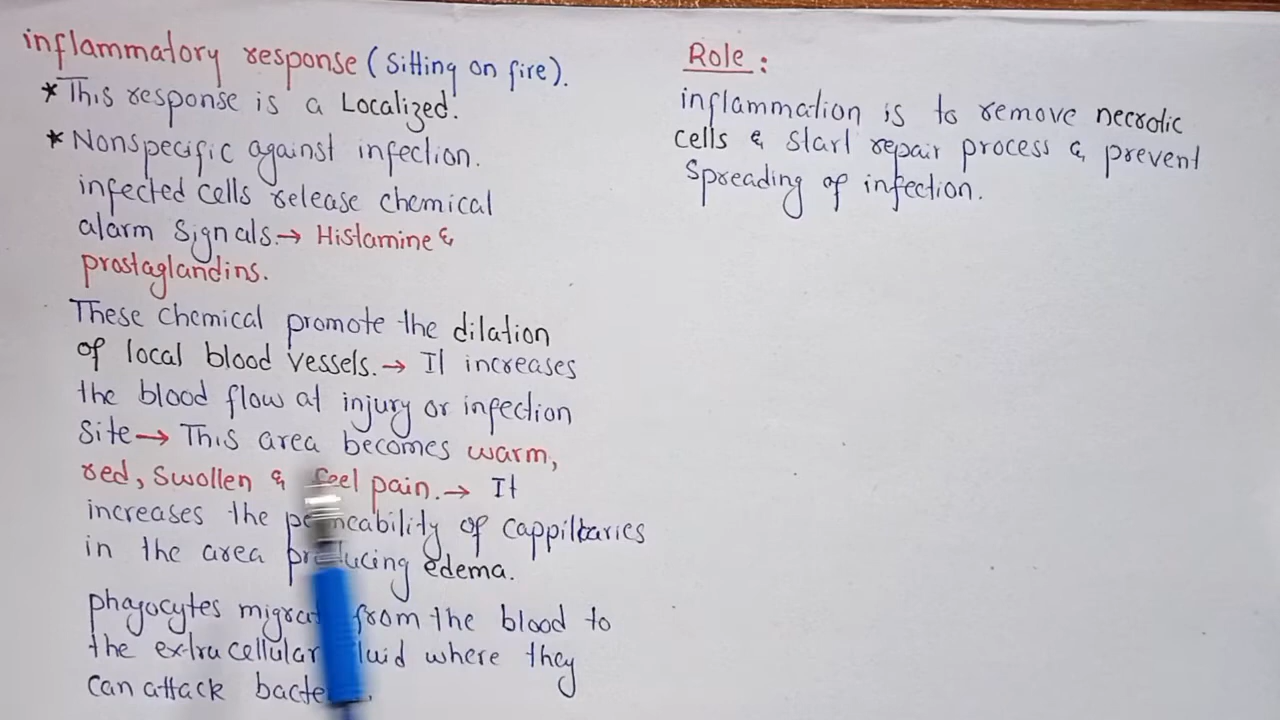 inflammatory response (Sitting on fire).
* This response is a Localized.
* Nonspecific against infection.
infected cells release chemical
alarm signals.→ Histamine &
prostaglandins.
These chemical promote the dilation
of local blood vessels.→ It increases
the blood flow at injury or infection
site→ This area becomes warm,
red, swollen & feel pain.→ It
increases the permeability of cappillaries
in the area producing edema.
phagocytes migrate from the blood to
the extracellular fluid where they
can attack
Role:
inflammation is to remove necrotic
cells & start repair process & prevent
Spreading of infection.